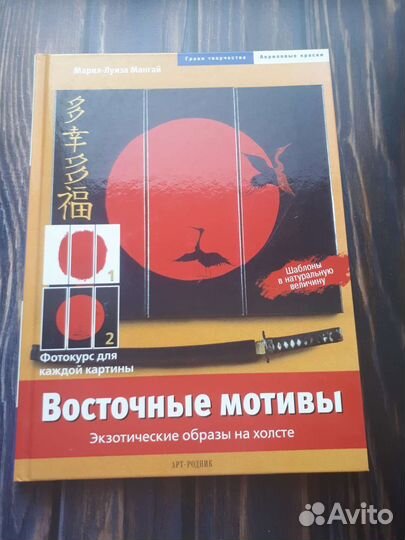 Мария-Луиза Мангай
Грани творчества
Акриловые краски
多
幸
多
福
1
2
Шаблоны
в натуральную
величину
Фотокурс для
каждой картины
Восточные мотивы
Экзотические образы на холсте
АРТ-РОДНИК
Avito